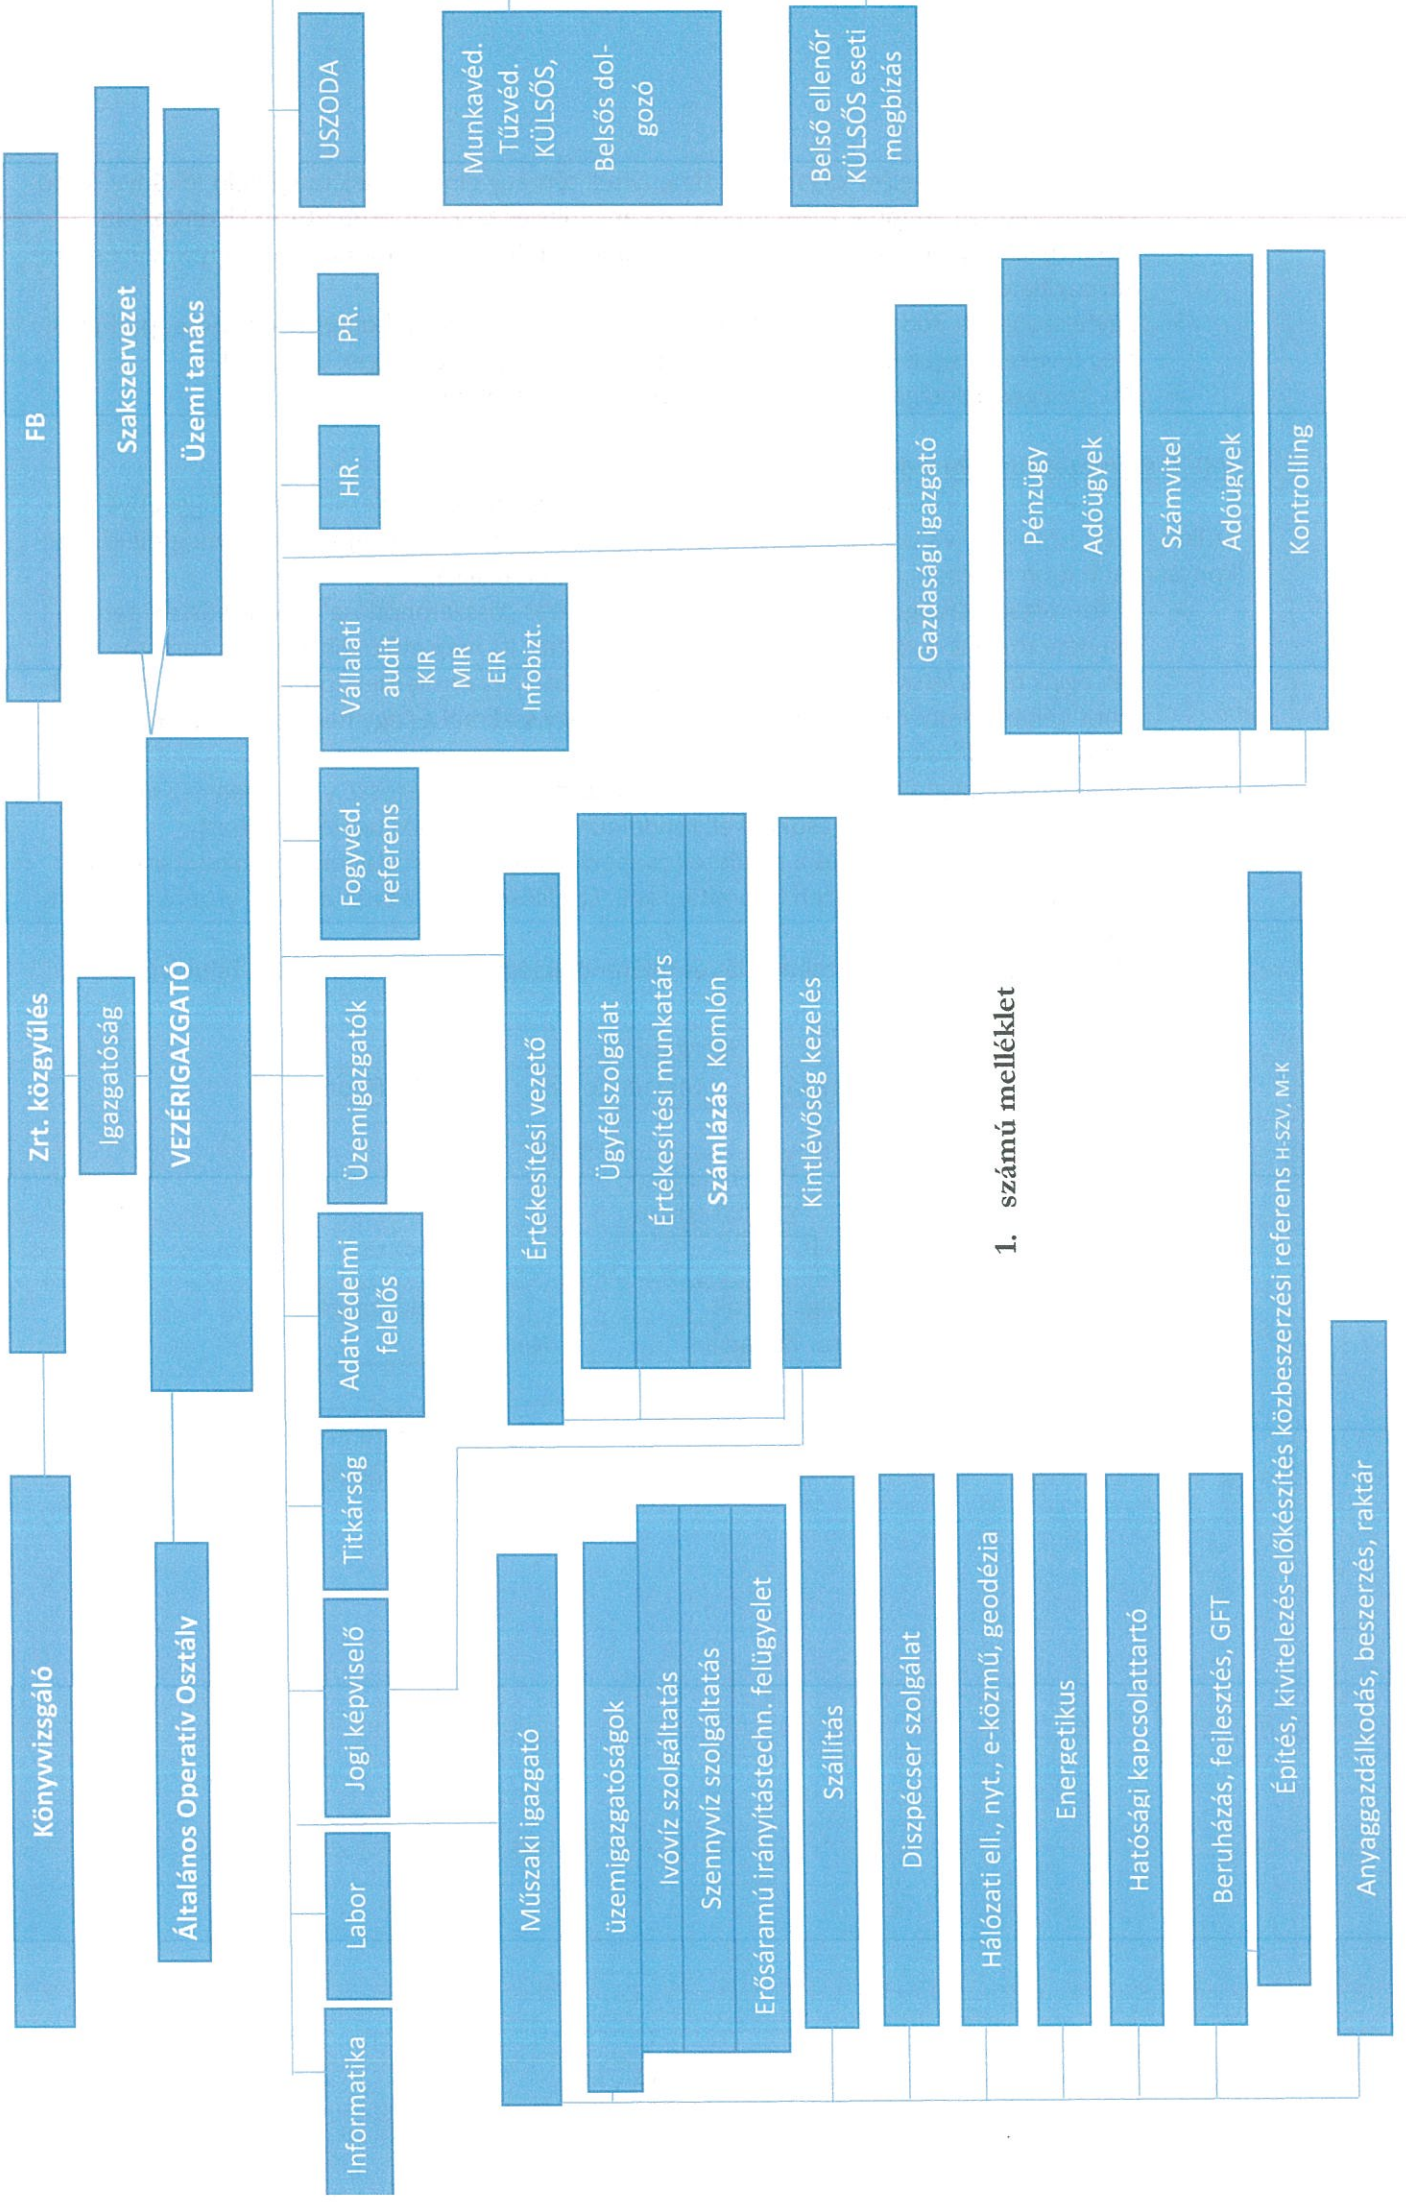 Könyvvizsgáló
Zrt. közgyűlés
FB
Igazgatóság
Szakszervezet
Általános Operatív Osztály
VEZÉRIGAZGATÓ
Üzemi tanács
Informatika
Labor
Jogi képviselő
Titkárság
Adatvédelmi
felelős
Üzemigazgatók
Fogyvéd.
referens
Vállalati
audit
KIR
MIR
EIR
Infobizt.
HR.
PR.
USZODA
Munkavéd.
Tűzvéd.
KÜLSŐS,
Belsős dol-
gozó
Belső ellenőr
KÜLSŐS eseti
megbízás
Műszaki igazgató
üzemigazgatóságok
Ivóvíz szolgáltatás
Szennyvíz szolgáltatás
Erősáramú irányítástechn. felügyelet
Szállítás
Diszpécser szolgálat
Hálózati ell., nyt., e-közmű, geodézia
Energetikus
Hatósági kapcsolattartó
Beruházás, fejlesztés, GFT
Építés, kivitelezés-előkészítés közbeszerzési referens H-SZV, M-K
Anyaggazdálkodás, beszerzés, raktár
Értékesítési vezető
Ügyfélszolgálat
Értékesítési munkatárs
Számlázás Komlón
Kintlévőség kezelés
Gazdasági igazgató
Pénzügy
Adóügyek
Számvitel
Adóügyek
Kontrolling
1. számú melléklet